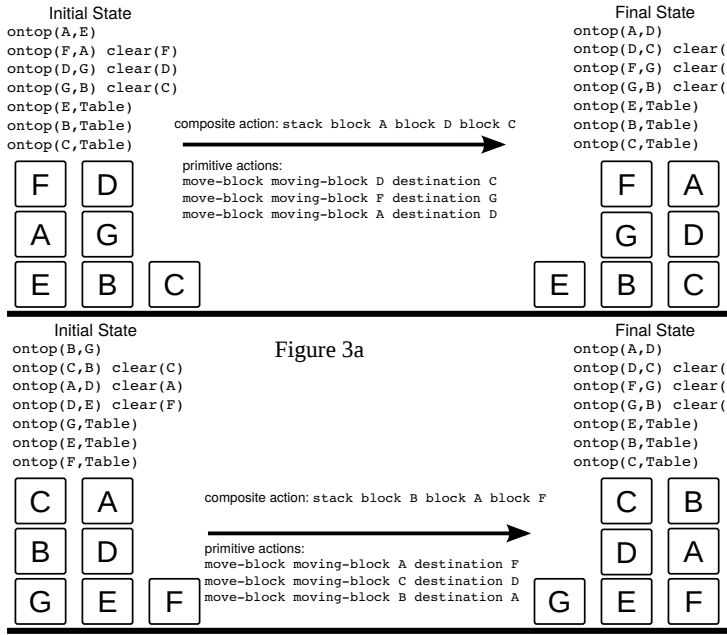 Initial State
ontop(A,E)
ontop(F,A) clear(F)
ontop(D,G) clear(D)
ontop(G,B) clear(C)
ontop(E,Table)
ontop(B,Table)
ontop(C,Table)
F D
A G
E B C
composite action: stack block A block D block C
primitive actions:
move-block moving-block D destination C
move-block moving-block F destination G
move-block moving-block A destination D
Final State
ontop(A,D)
ontop(D,C) clear(
ontop(F,G) clear(
ontop(G,B) clear(
ontop(E,Table)
ontop(B,Table)
ontop(C,Table)
F A
G D
E B C
Figure 3a
Initial State
ontop(B,G)
ontop(C,B) clear(C)
ontop(A,D) clear(A)
ontop(D,E) clear(F)
ontop(G,Table)
ontop(E,Table)
ontop(F,Table)
C A
B D
G E F
composite action: stack block B block A block F
primitive actions:
move-block moving-block A destination F
move-block moving-block C destination D
move-block moving-block B destination A
Final State
ontop(A,D)
ontop(D,C) clear(
ontop(F,G) clear(
ontop(G,B) clear(
ontop(E,Table)
ontop(B,Table)
ontop(C,Table)
C B
D A
G E F